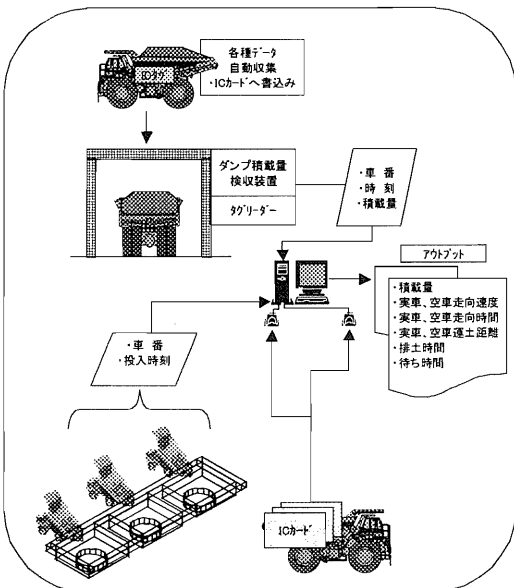 IDタグ
各種データ
自動収集
・ICカードへ書込み
ダンプ積載量
検収装置
タグリーダー
・車 番
・時 刻
・積載量
アウトプット
・積載量
・実車、空車走向速度
・実車、空車走向時間
・実車、空車運土距離
・排土時間
・待ち時間
・車 番
・投入時刻
ICカード